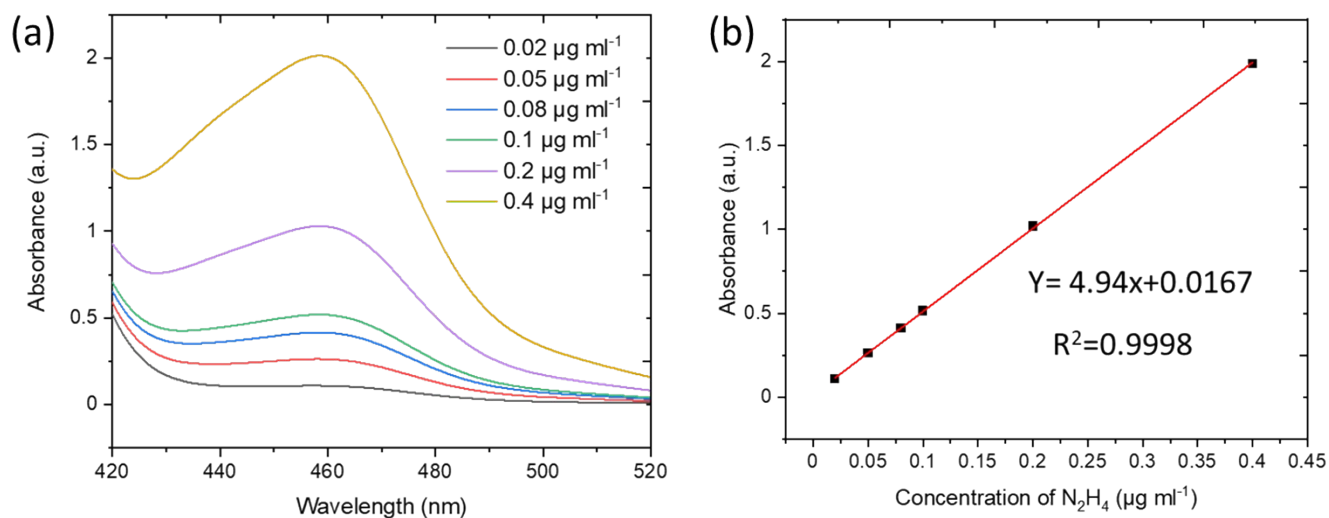 (a)
2
1.5
1
0.5
0
Absorbance (a.u.)
0.02 µg ml⁻¹
0.05 µg ml⁻¹
0.08 µg ml⁻¹
0.1 µg ml⁻¹
0.2 µg ml⁻¹
0.4 µg ml⁻¹
420 440 460 480 500 520
Wavelength (nm)
(b)
2
1.5
1
0.5
0
Absorbance (a.u.)
Y= 4.94x+0.0167
R²=0.9998
0 0.05 0.1 0.15 0.2 0.25 0.3 0.35 0.4 0.45
Concentration of N₂H₄ (µg ml⁻¹)